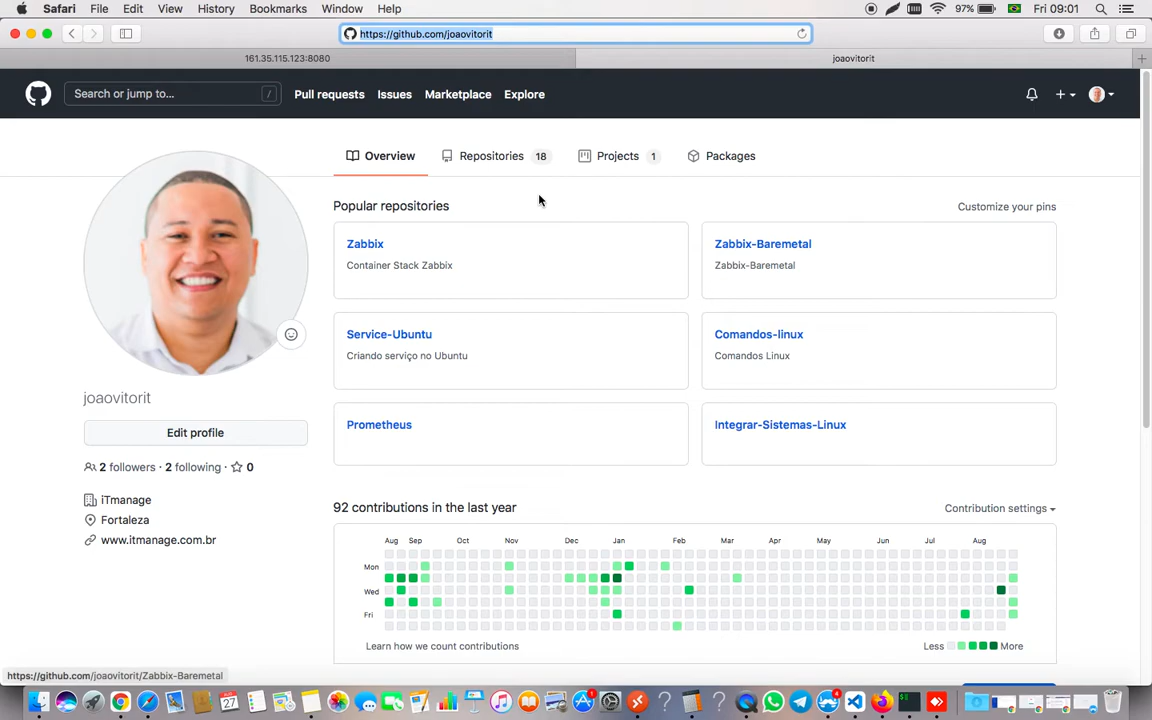 Safari File Edit View History Bookmarks Window Help 97% Fri 09:01
https://github.com/joaovitorit
161.35.115.123:8080 joaovitorit
Search or jump to... / Pull requests Issues Marketplace Explore
Overview Repositories 18 Projects 1 Packages
Popular repositories Customize your pins
Zabbix
Container Stack Zabbix
Zabbix-Baremetal
Zabbix-Baremetal
Service-Ubuntu
Criando serviço no Ubuntu
Comandos-linux
Comandos Linux
Prometheus
Integrar-Sistemas-Linux
joaovitorit
Edit profile
2 followers · 2 following · 0
iTmanage
Fortaleza
www.itmanage.com.br
92 contributions in the last year Contribution settings
Aug Sep Oct Nov Dec Jan Feb Mar Apr May Jun Jul Aug
Mon
Wed
Fri
Learn how we count contributions Less More
https://github.com/joaovitorit/Zabbix-Baremetal